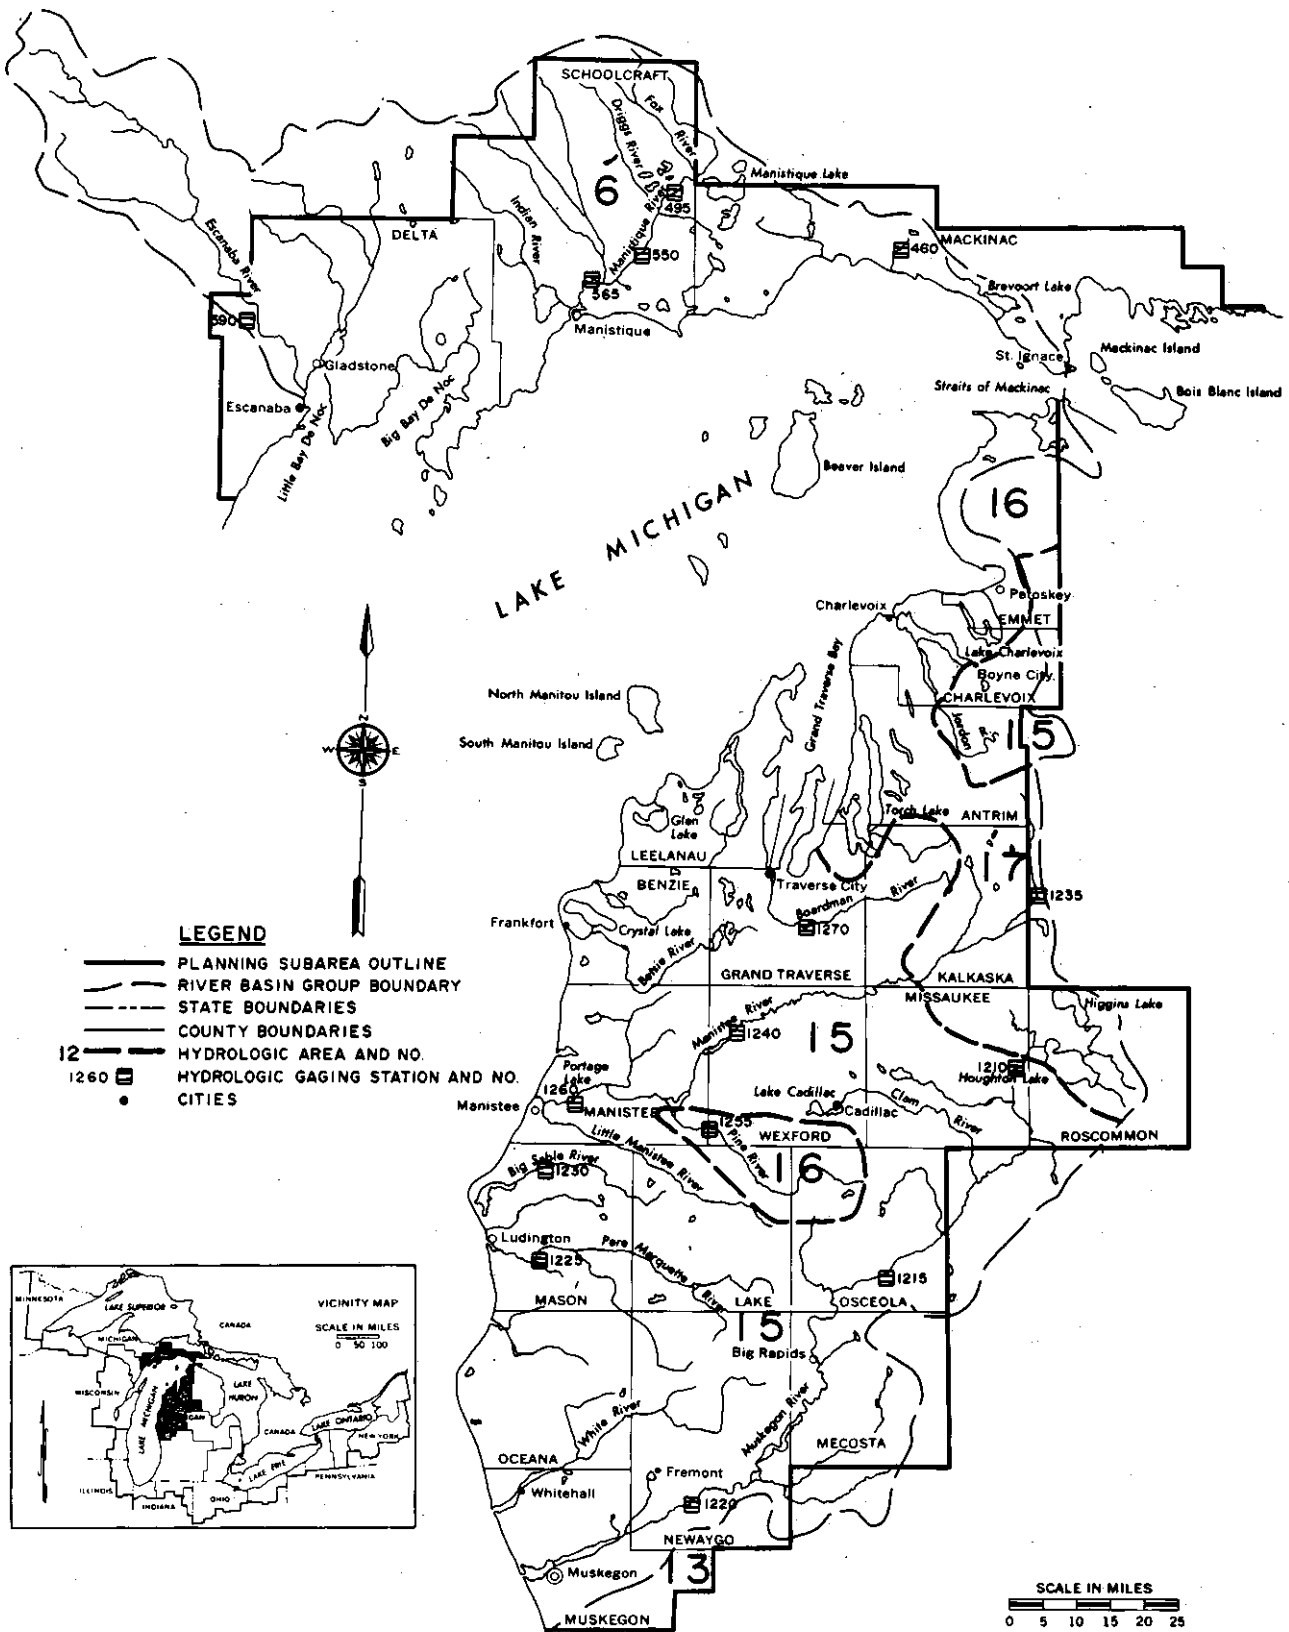 SCHOOLCRAFT
Fox River
Driggs River
Manistique Lake
6
495
Indian River
Manistique River
DELTA
Escanaba River
MACKINAC
460
550
565
Brevoort Lake
590
Manistique
Mackinac Island
St. Ignace
Gladstone
Straits of Mackinac
Bois Blanc Island
Escanaba
Big Bay De Noc
Little Bay De Noc
Beaver Island
LAKE MICHIGAN
16
Petoskey
Charlevoix
EMMET
Lake Charlevoix
Boyne City
Grand Traverse Bay
North Manitou Island
CHARLEVOIX
Jordon
15
South Manitou Island
N
W
E
S
Torch Lake
ANTRIM
Glen
Lake
LEELANAU
17
BENZIE
Traverse City
1235
Boardman River
Frankfort
Crystal Lake
1270
Betsie River
GRAND TRAVERSE
KALKASKA
MISSAUKEE
Higgins Lake
Manistee River
1240
15
1210
Houghton Lake
Portage
Lake
1260
Lake Cadillac
Clam River
Manistee
MANISTEE
Cadillac
1255
WEXFORD
ROSCOMMON
Little Manistee River
Pine River
Big Sable River
1230
16
Ludington
Pere Marquette River
1225
1215
MASON
LAKE
OSCEOLA
15
Big Rapids
White River
Muskegon River
MECOSTA
OCEANA
Fremont
Whitehall
1220
NEWAYGO
13
Muskegon
MUSKEGON
LEGEND
PLANNING SUBAREA OUTLINE
RIVER BASIN GROUP BOUNDARY
STATE BOUNDARIES
COUNTY BOUNDARIES
12 HYDROLOGIC AREA AND NO.
1260 HYDROLOGIC GAGING STATION AND NO.
CITIES
VICINITY MAP
SCALE IN MILES
0 50 100
MINNESOTA
LAKE SUPERIOR
CANADA
MICHIGAN
WISCONSIN
LAKE MICHIGAN
LAKE HURON
CANADA
LAKE ONTARIO
NEW YORK
LAKE ERIE
PENNSYLVANIA
ILLINOIS
INDIANA
OHIO
SCALE IN MILES
0 5 10 15 20 25